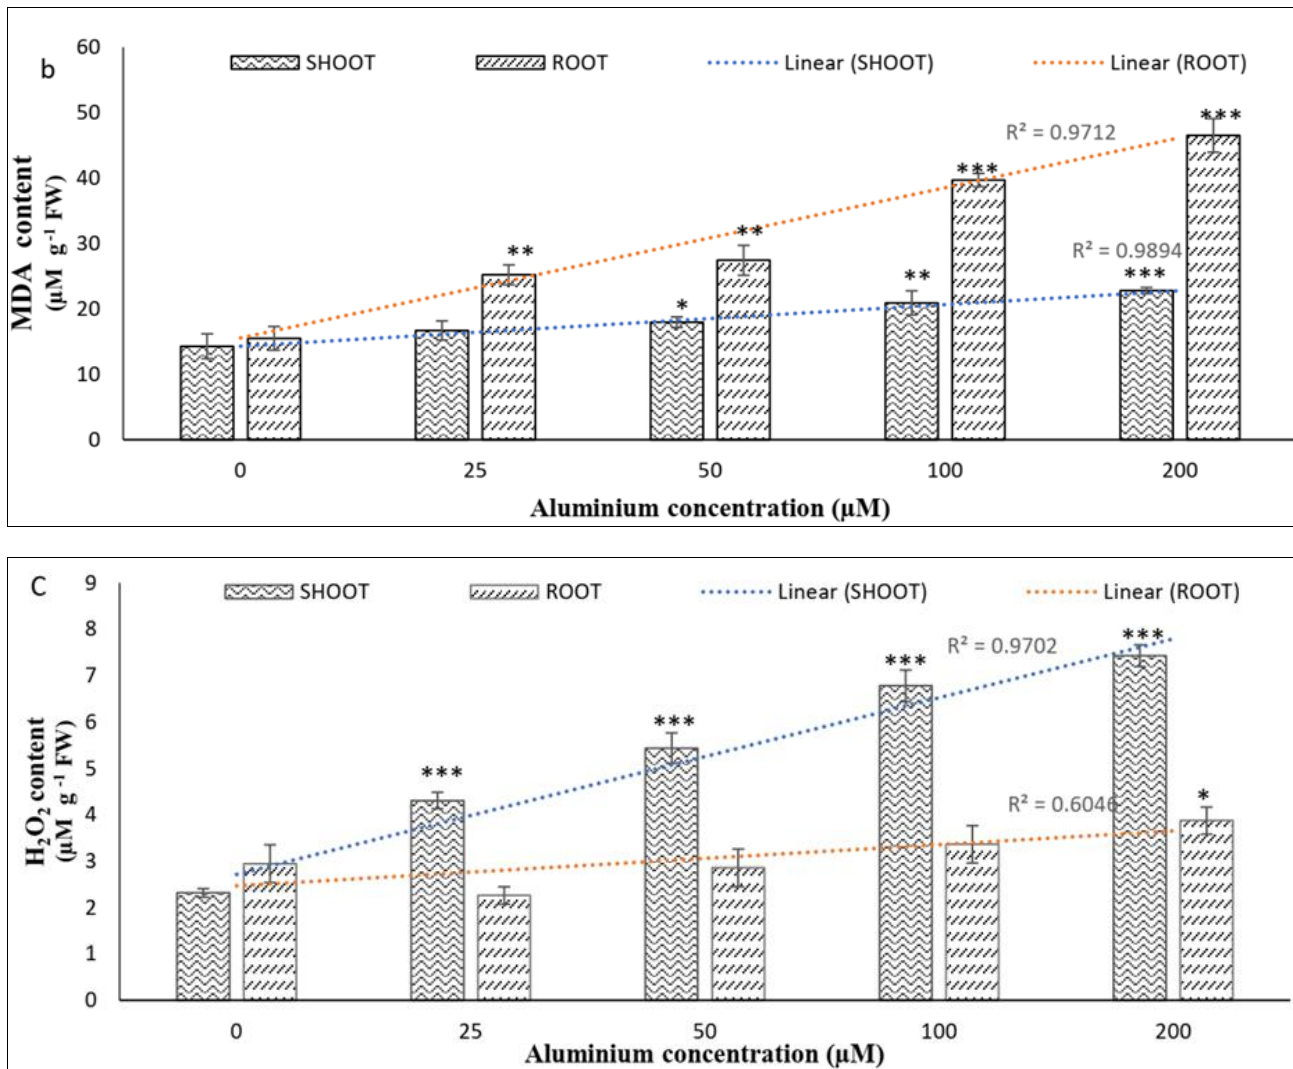 b
60
SHOOT ROOT Linear (SHOOT) Linear (ROOT)
50
R² = 0.9712
***
40
***
R² = 0.9894
30
**
**
**
***
20
*
10
0
MDA content
(µM g⁻¹ FW)
0 25 50 100 200
Aluminium concentration (µM)
C
9
SHOOT ROOT Linear (SHOOT) Linear (ROOT)
8
R² = 0.9702
***
7
***
6
***
5
***
4
R² = 0.6046
*
3
2
1
0
H₂O₂ content
(µM g⁻¹ FW)
0 25 50 100 200
Aluminium concentration (µM)